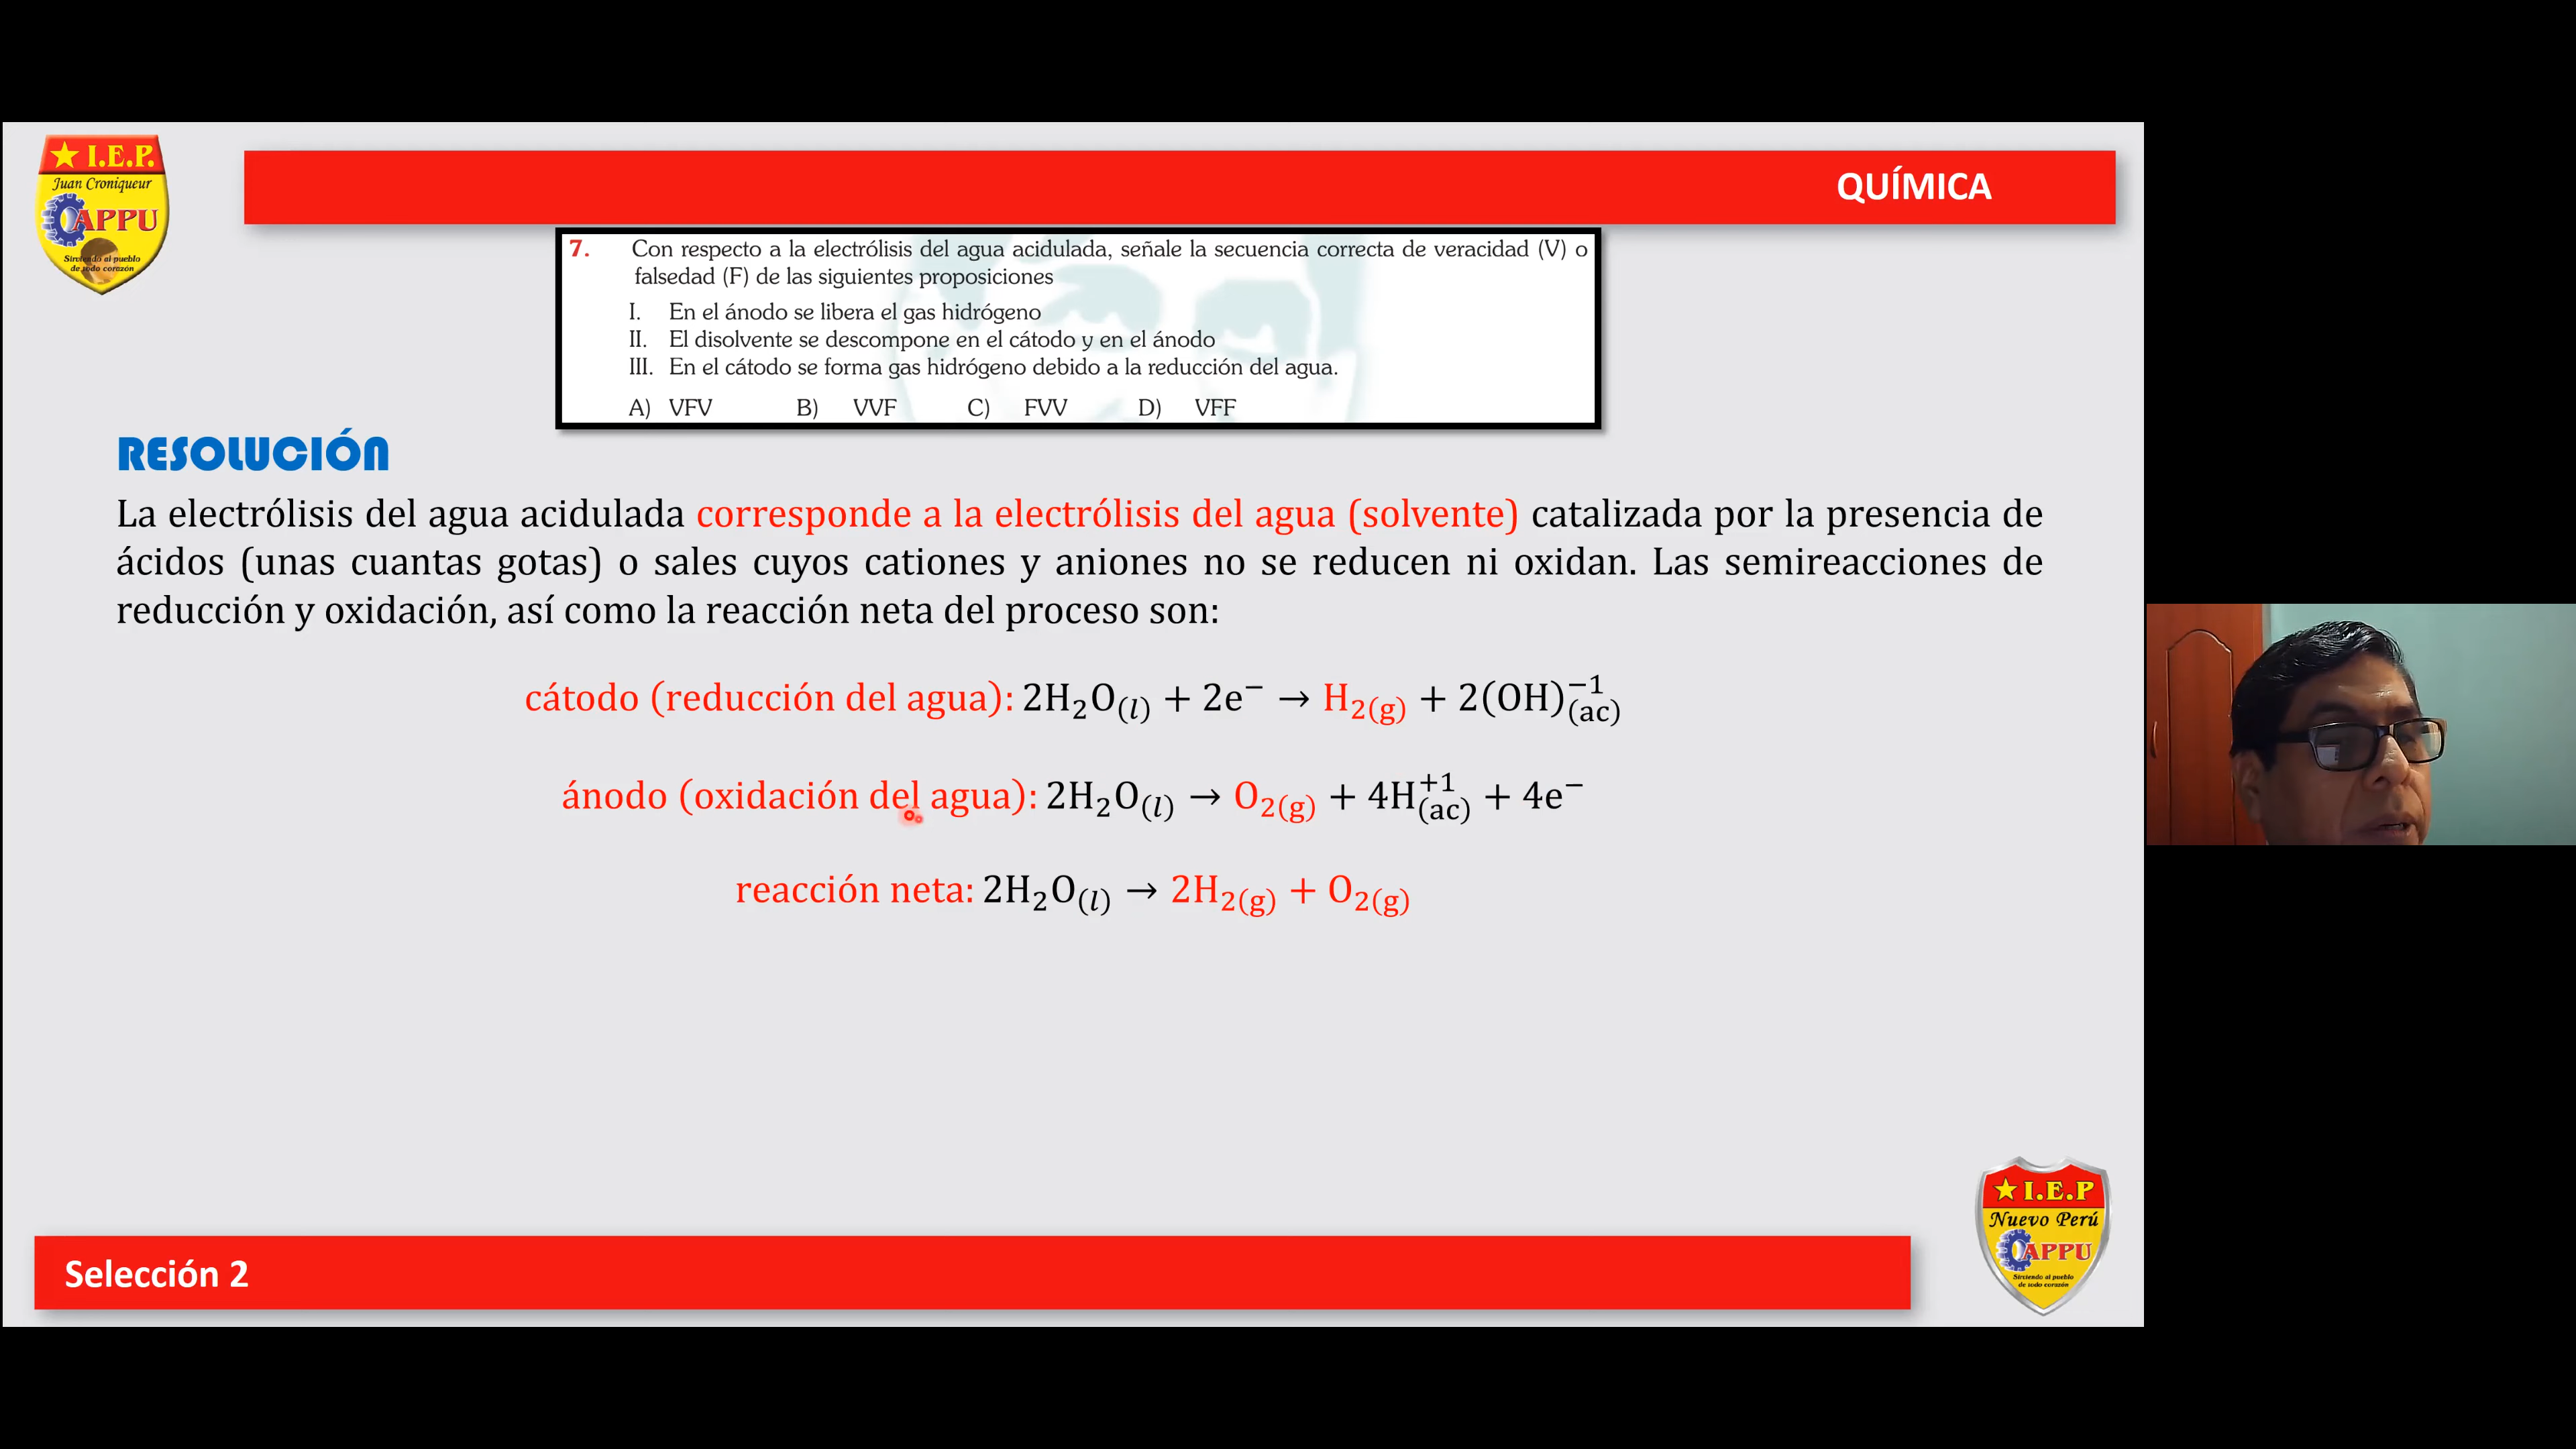 ★ I.E.P.
Juan Croniqueur
CAPPU
Sirviendo al pueblo
de todo corazón
QUÍMICA
7. Con respecto a la electrólisis del agua acidulada, señale la secuencia correcta de veracidad (V) o
falsedad (F) de las siguientes proposiciones
I. En el ánodo se libera el gas hidrógeno
II. El disolvente se descompone en el cátodo y en el ánodo
III. En el cátodo se forma gas hidrógeno debido a la reducción del agua.
A) VFV B) VVF C) FVV D) VFF
RESOLUCIÓN
La electrólisis del agua acidulada corresponde a la electrólisis del agua (solvente) catalizada por la presencia de
ácidos (unas cuantas gotas) o sales cuyos cationes y aniones no se reducen ni oxidan. Las semireacciones de
reducción y oxidación, así como la reacción neta del proceso son:
cátodo (reducción del agua): 2H₂O₍l₎ + 2e⁻ → H₂₍g₎ + 2(OH)⁻¹₍ac₎
ánodo (oxidación del agua): 2H₂O₍l₎ → O₂₍g₎ + 4H⁺¹₍ac₎ + 4e⁻
reacción neta: 2H₂O₍l₎ → 2H₂₍g₎ + O₂₍g₎
★ I.E.P
Nuevo Perú
CAPPU
Sirviendo al pueblo
de todo corazón
Selección 2